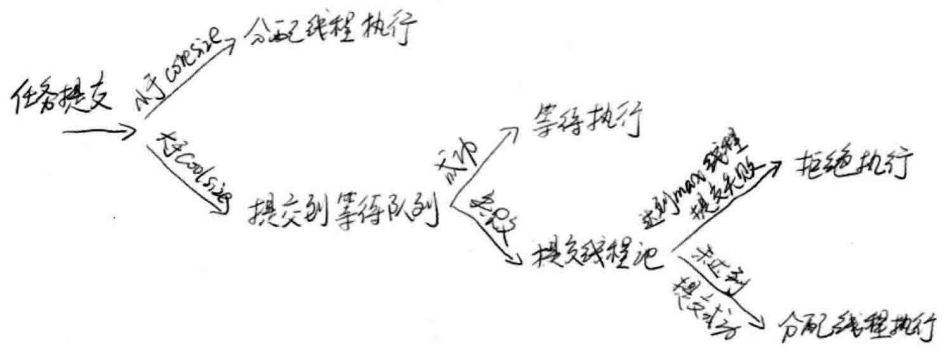 任务提交
小于coresize
分配线程执行
大于coolsize
提交到等待队列
成功
等待执行
失败
提交线程池
达到max线程
提交失败
拒绝执行
未达到
提交成功
分配线程执行